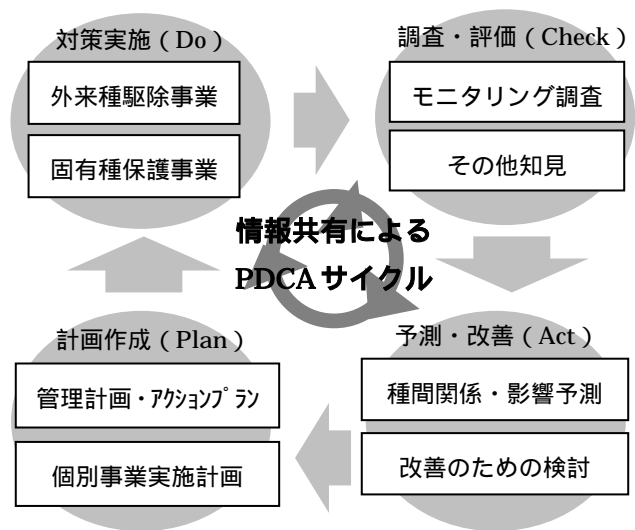 対策実施（Do）
外来種駆除事業
固有種保護事業
調査・評価（Check）
モニタリング調査
その他知見
情報共有による
PDCAサイクル
計画作成（Plan）
管理計画・ｱｸｼｮﾝﾌﾟﾗﾝ
個別事業実施計画
予測・改善（Act）
種間関係・影響予測
改善のための検討